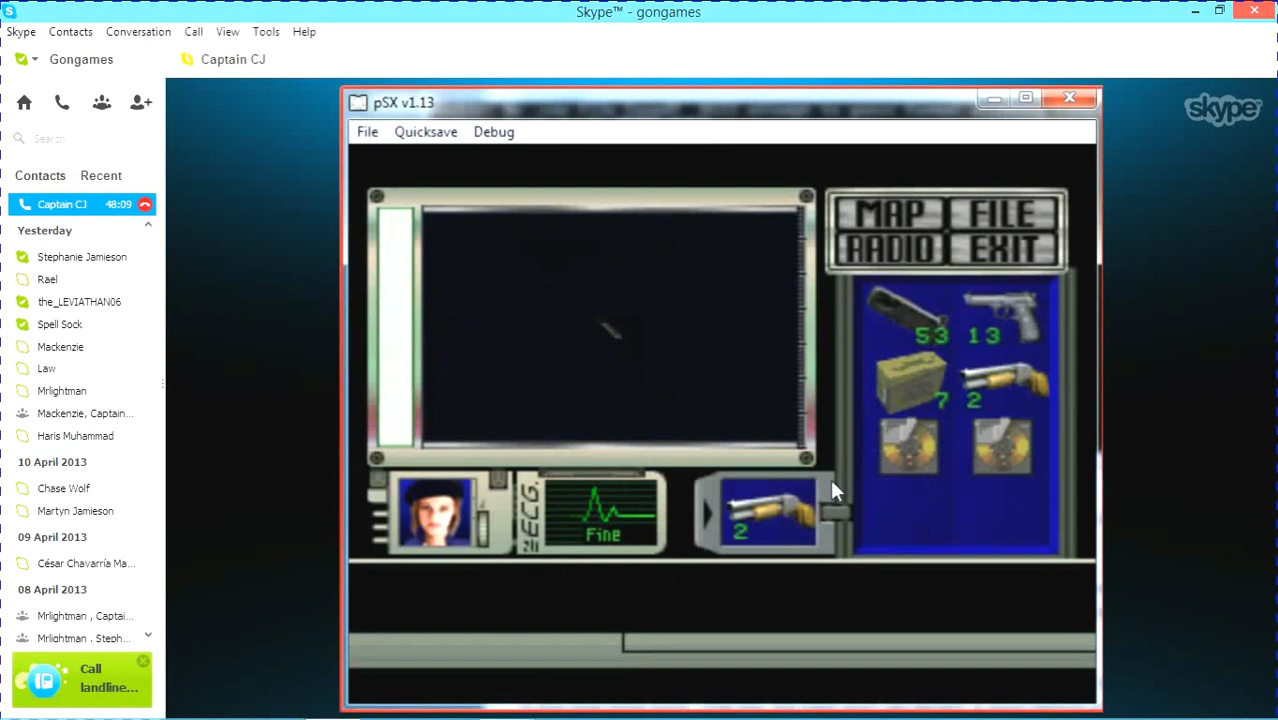 Skype™ - gongames
Skype Contacts Conversation Call View Tools Help
Gongames
Captain CJ
Search
Contacts Recent
Captain CJ 48:09
Yesterday
Stephanie Jamieson
Rael
the_LEVIATHAN06
Spell Sock
Mackenzie
Law
Mrlightman
Mackenzie, Captain...
Haris Muhammad
10 April 2013
Chase Wolf
Martyn Jamieson
09 April 2013
César Chavarría Ma...
08 April 2013
Mrlightman , Captai...
Mrlightman , Steph...
Call
landline...
skype
pSX v1.13
File Quicksave Debug
MAP FILE
RADIO EXIT
53 13
7 2
ECG.
Fine
2